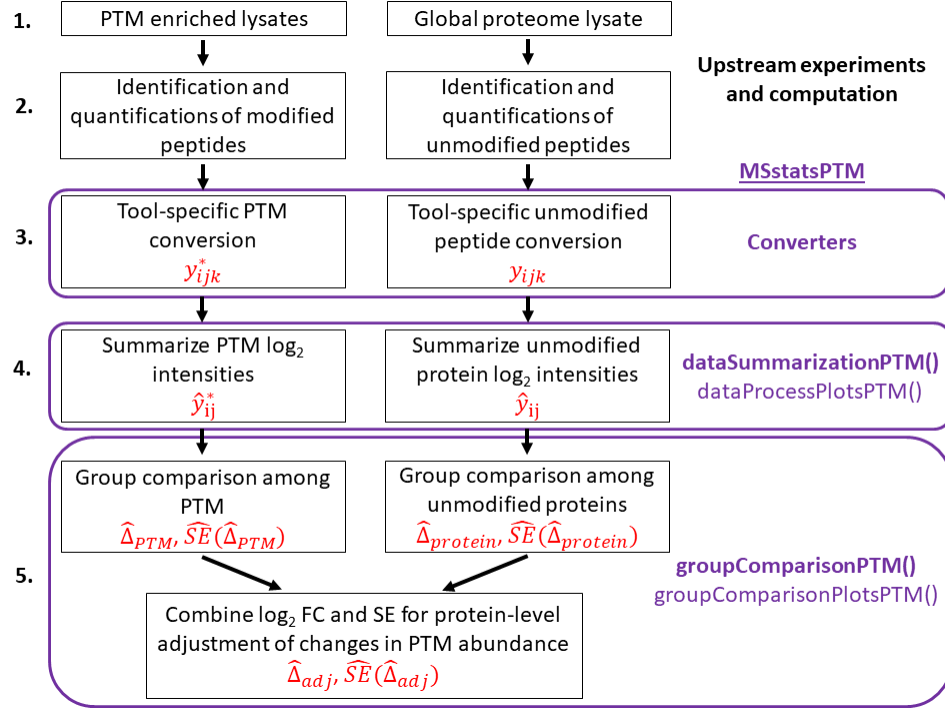 1.
PTM enriched lysates
Global proteome lysate
Upstream experiments
and computation
2.
Identification and
quantifications of modified
peptides
Identification and
quantifications of
unmodified peptides
MSstatsPTM
3.
Tool-specific PTM
conversion
y*ijk
Tool-specific unmodified
peptide conversion
yijk
Converters
4.
Summarize PTM log₂
intensities
ŷ*ij
Summarize unmodified
protein log₂ intensities
ŷij
dataSummarizationPTM()
dataProcessPlotsPTM()
5.
Group comparison among
PTM
Δ̂PTM, ŜE(Δ̂PTM)
Group comparison among
unmodified proteins
Δ̂protein, ŜE(Δ̂protein)
groupComparisonPTM()
groupComparisonPlotsPTM()
Combine log₂ FC and SE for protein-level
adjustment of changes in PTM abundance
Δ̂adj, ŜE(Δ̂adj)